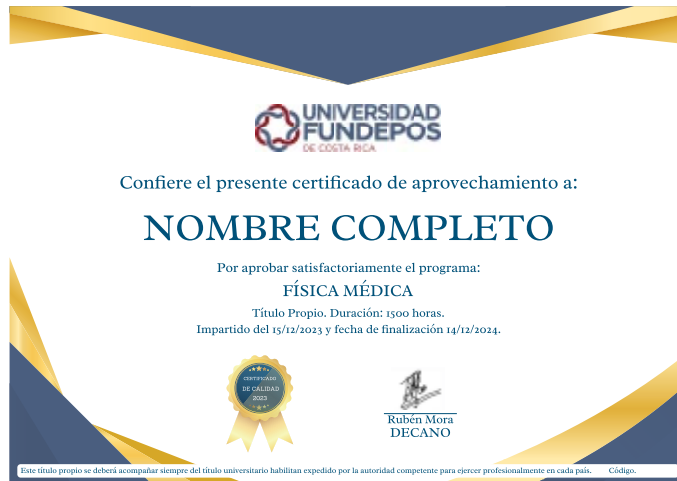 UNIVERSIDAD
FUNDEPOS
DE COSTA RICA
Confiere el presente certificado de aprovechamiento a:
NOMBRE COMPLETO
Por aprobar satisfactoriamente el programa:
FÍSICA MÉDICA
Título Propio. Duración: 1500 horas.
Impartido del 15/12/2023 y fecha de finalización 14/12/2024.
CERTIFICADO
DE CALIDAD
2023
Rubén Mora
DECANO
Este título propio se deberá acompañar siempre del título universitario habilitan expedido por la autoridad competente para ejercer profesionalmente en cada país. Código.